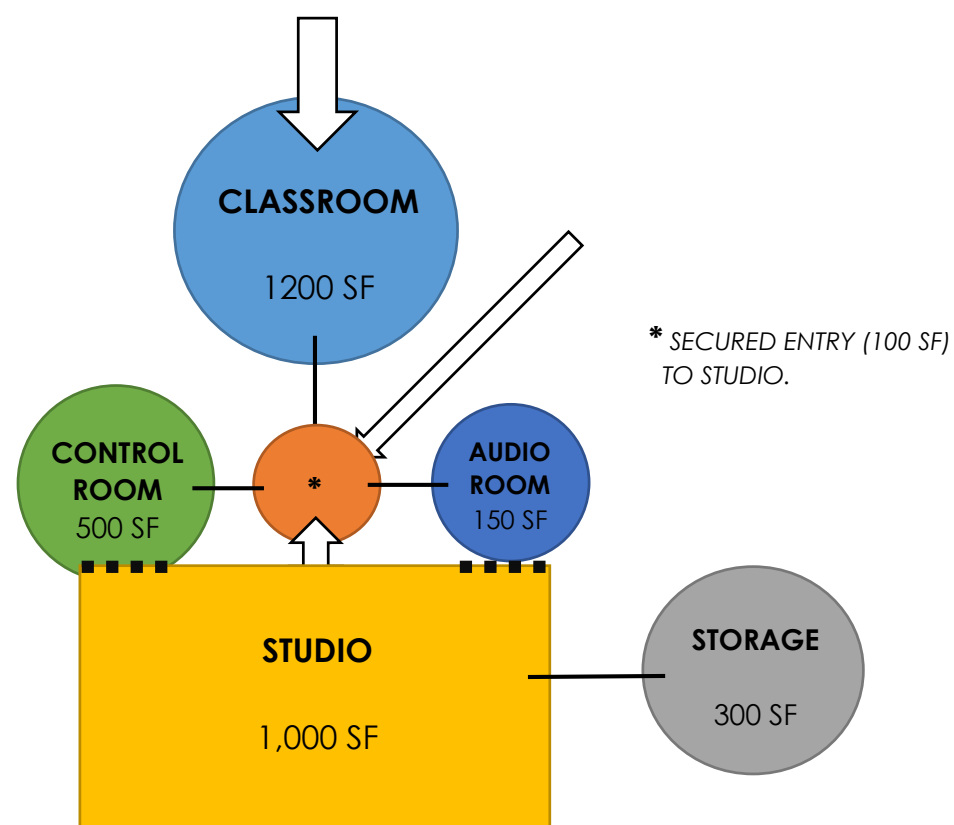 CLASSROOM
1200 SF
* SECURED ENTRY (100 SF)
TO STUDIO.
CONTROL
ROOM
500 SF
*
AUDIO
ROOM
150 SF
STUDIO
1,000 SF
STORAGE
300 SF